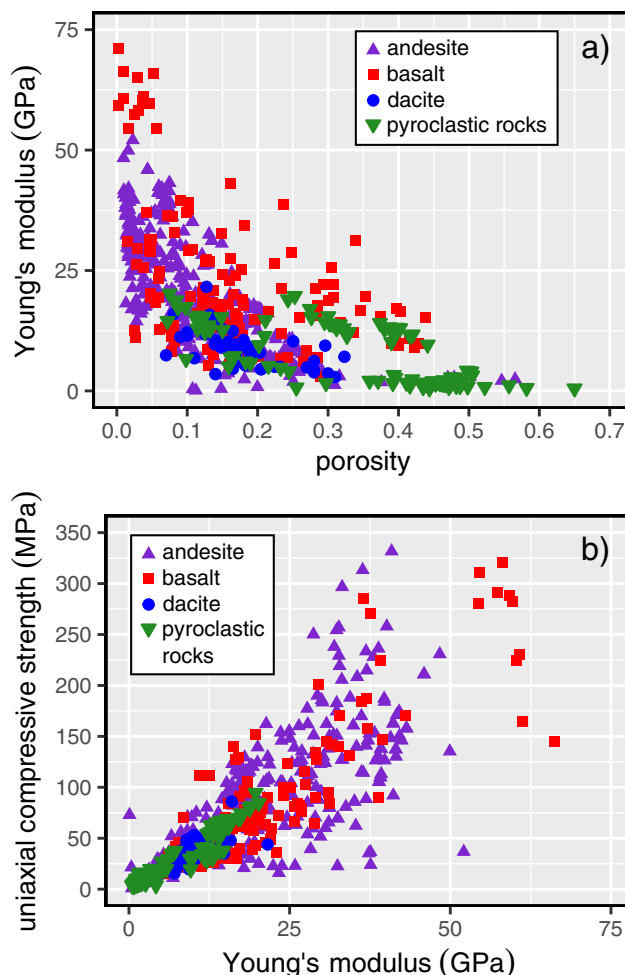 75
50
25
0
Young's modulus (GPa)
a)
andesite
basalt
dacite
pyroclastic rocks
0.0 0.1 0.2 0.3 0.4 0.5 0.6 0.7
porosity
350
300
250
200
150
100
50
0
uniaxial compressive strength (MPa)
b)
andesite
basalt
dacite
pyroclastic
rocks
0 25 50 75
Young's modulus (GPa)